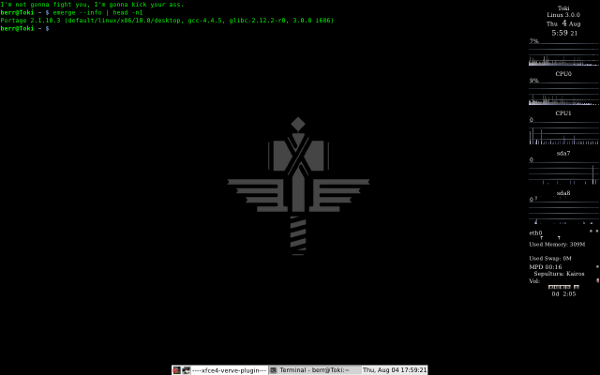 I'm not gonna fight you, I'm gonna kick your ass.
berr@Toki ~ $ emerge --info | head -n1
Portage 2.1.10.3 (default/linux/x86/10.0/desktop, gcc-4.4.5, glibc-2.12.2-r0, 3.0.0 i686)
berr@Toki ~ $
Toki
Linux 3.0.0
Thu 4 Aug
5:59 21
7%
CPU0
9%
CPU1
0
sda7
0
sda8
0
eth0
Used Memory: 309M
Used Swap: 0M
MPD 00:16
Sepultura: Kairos
Vol:
0d 2:05
----xfce4-verve-plugin---
Terminal - berr@Toki:~
Thu, Aug 04 17:59:21